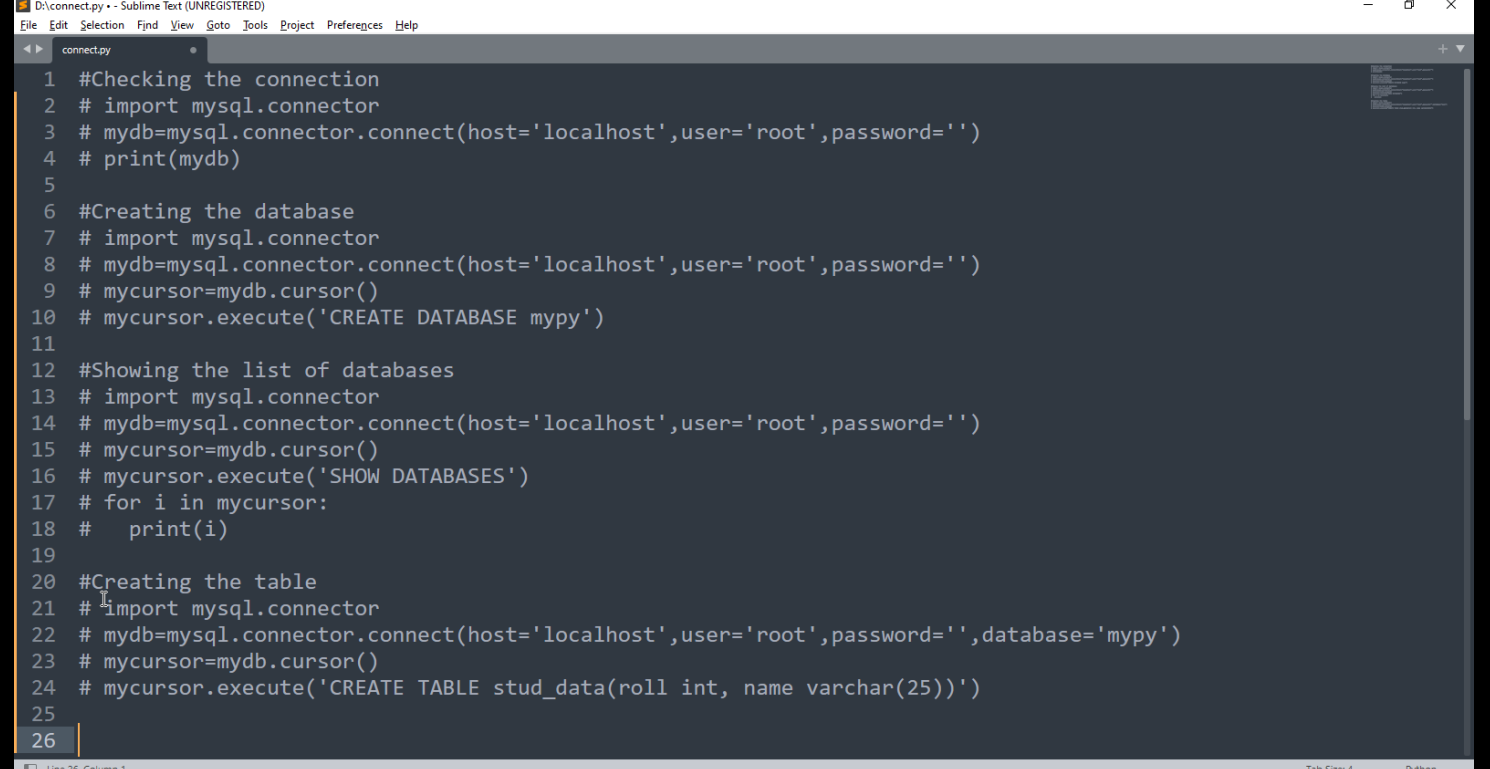 D:\connect.py • - Sublime Text (UNREGISTERED)
File Edit Selection Find View Goto Tools Project Preferences Help
connect.py
1 #Checking the connection
2 # import mysql.connector
3 # mydb=mysql.connector.connect(host='localhost',user='root',password='')
4 # print(mydb)
5
6 #Creating the database
7 # import mysql.connector
8 # mydb=mysql.connector.connect(host='localhost',user='root',password='')
9 # mycursor=mydb.cursor()
10 # mycursor.execute('CREATE DATABASE mypy')
11
12 #Showing the list of databases
13 # import mysql.connector
14 # mydb=mysql.connector.connect(host='localhost',user='root',password='')
15 # mycursor=mydb.cursor()
16 # mycursor.execute('SHOW DATABASES')
17 # for i in mycursor:
18 #   print(i)
19
20 #Creating the table
21 # import mysql.connector
22 # mydb=mysql.connector.connect(host='localhost',user='root',password='',database='mypy')
23 # mycursor=mydb.cursor()
24 # mycursor.execute('CREATE TABLE stud_data(roll int, name varchar(25))')
25
26
Line 26, Column 1 Tab Size: 4 Python